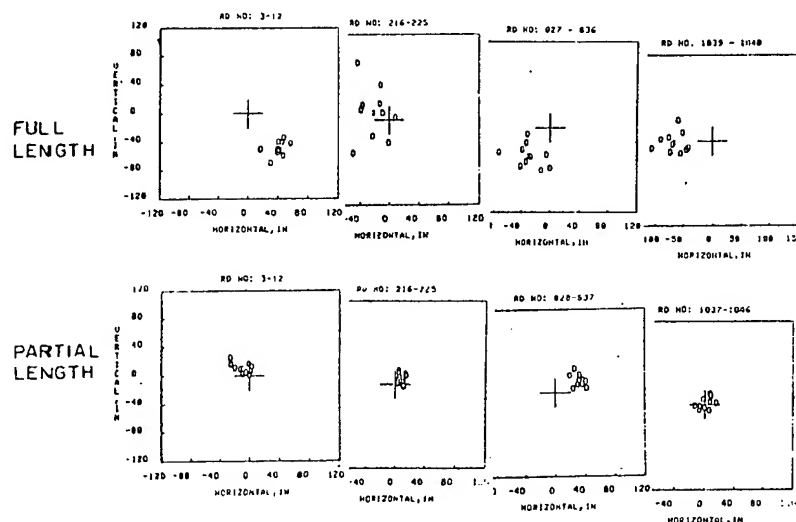 RD NO: 3-12
RD NO: 216-225
RD NO: 827 - 836
RD NO. 1839 - 1848
FULL
LENGTH
VERTICAL, IN
120
80
40
0
-40
-80
-120
-120 -80 -40 0 40 80 120
-40 0 40 80 120
-40 0 40 80 120
100 -50 0 50 100
HORIZONTAL, IN
HORIZONTAL, IN
HORIZONTAL, IN
HORIZONTAL, IN
RD NO: 3-12
RD NO: 216-225
RD NO: 828-837
RD NO: 1037-1046
PARTIAL
LENGTH
VERTICAL, IN
120
80
40
0
-40
-80
-120
-120 -80 -40 0 40 80 120
-40 0 40 80
-40 0 40 80 120
-40 0 40 80
HORIZONTAL, IN
HORIZONTAL, IN
HORIZONTAL, IN
HORIZONTAL, IN